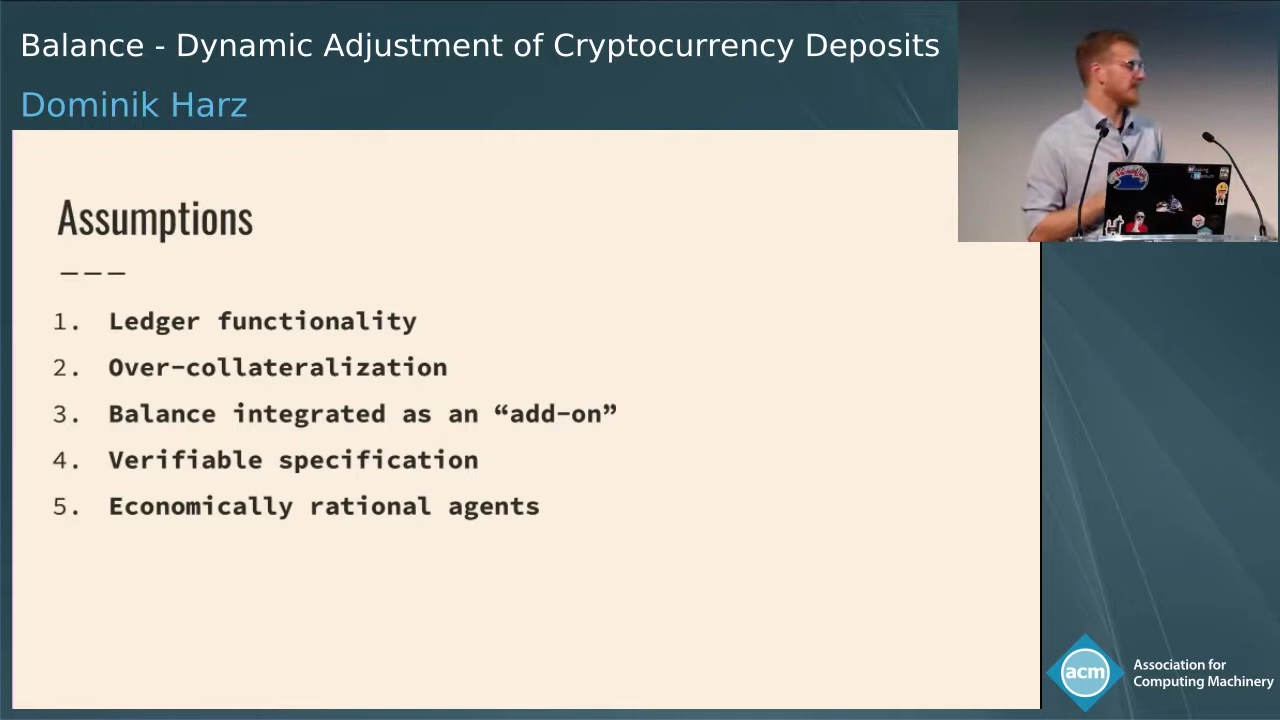 Balance - Dynamic Adjustment of Cryptocurrency Deposits
Dominik Harz
Assumptions
1. Ledger functionality
2. Over-collateralization
3. Balance integrated as an “add-on”
4. Verifiable specification
5. Economically rational agents
acm
Association for
Computing Machinery